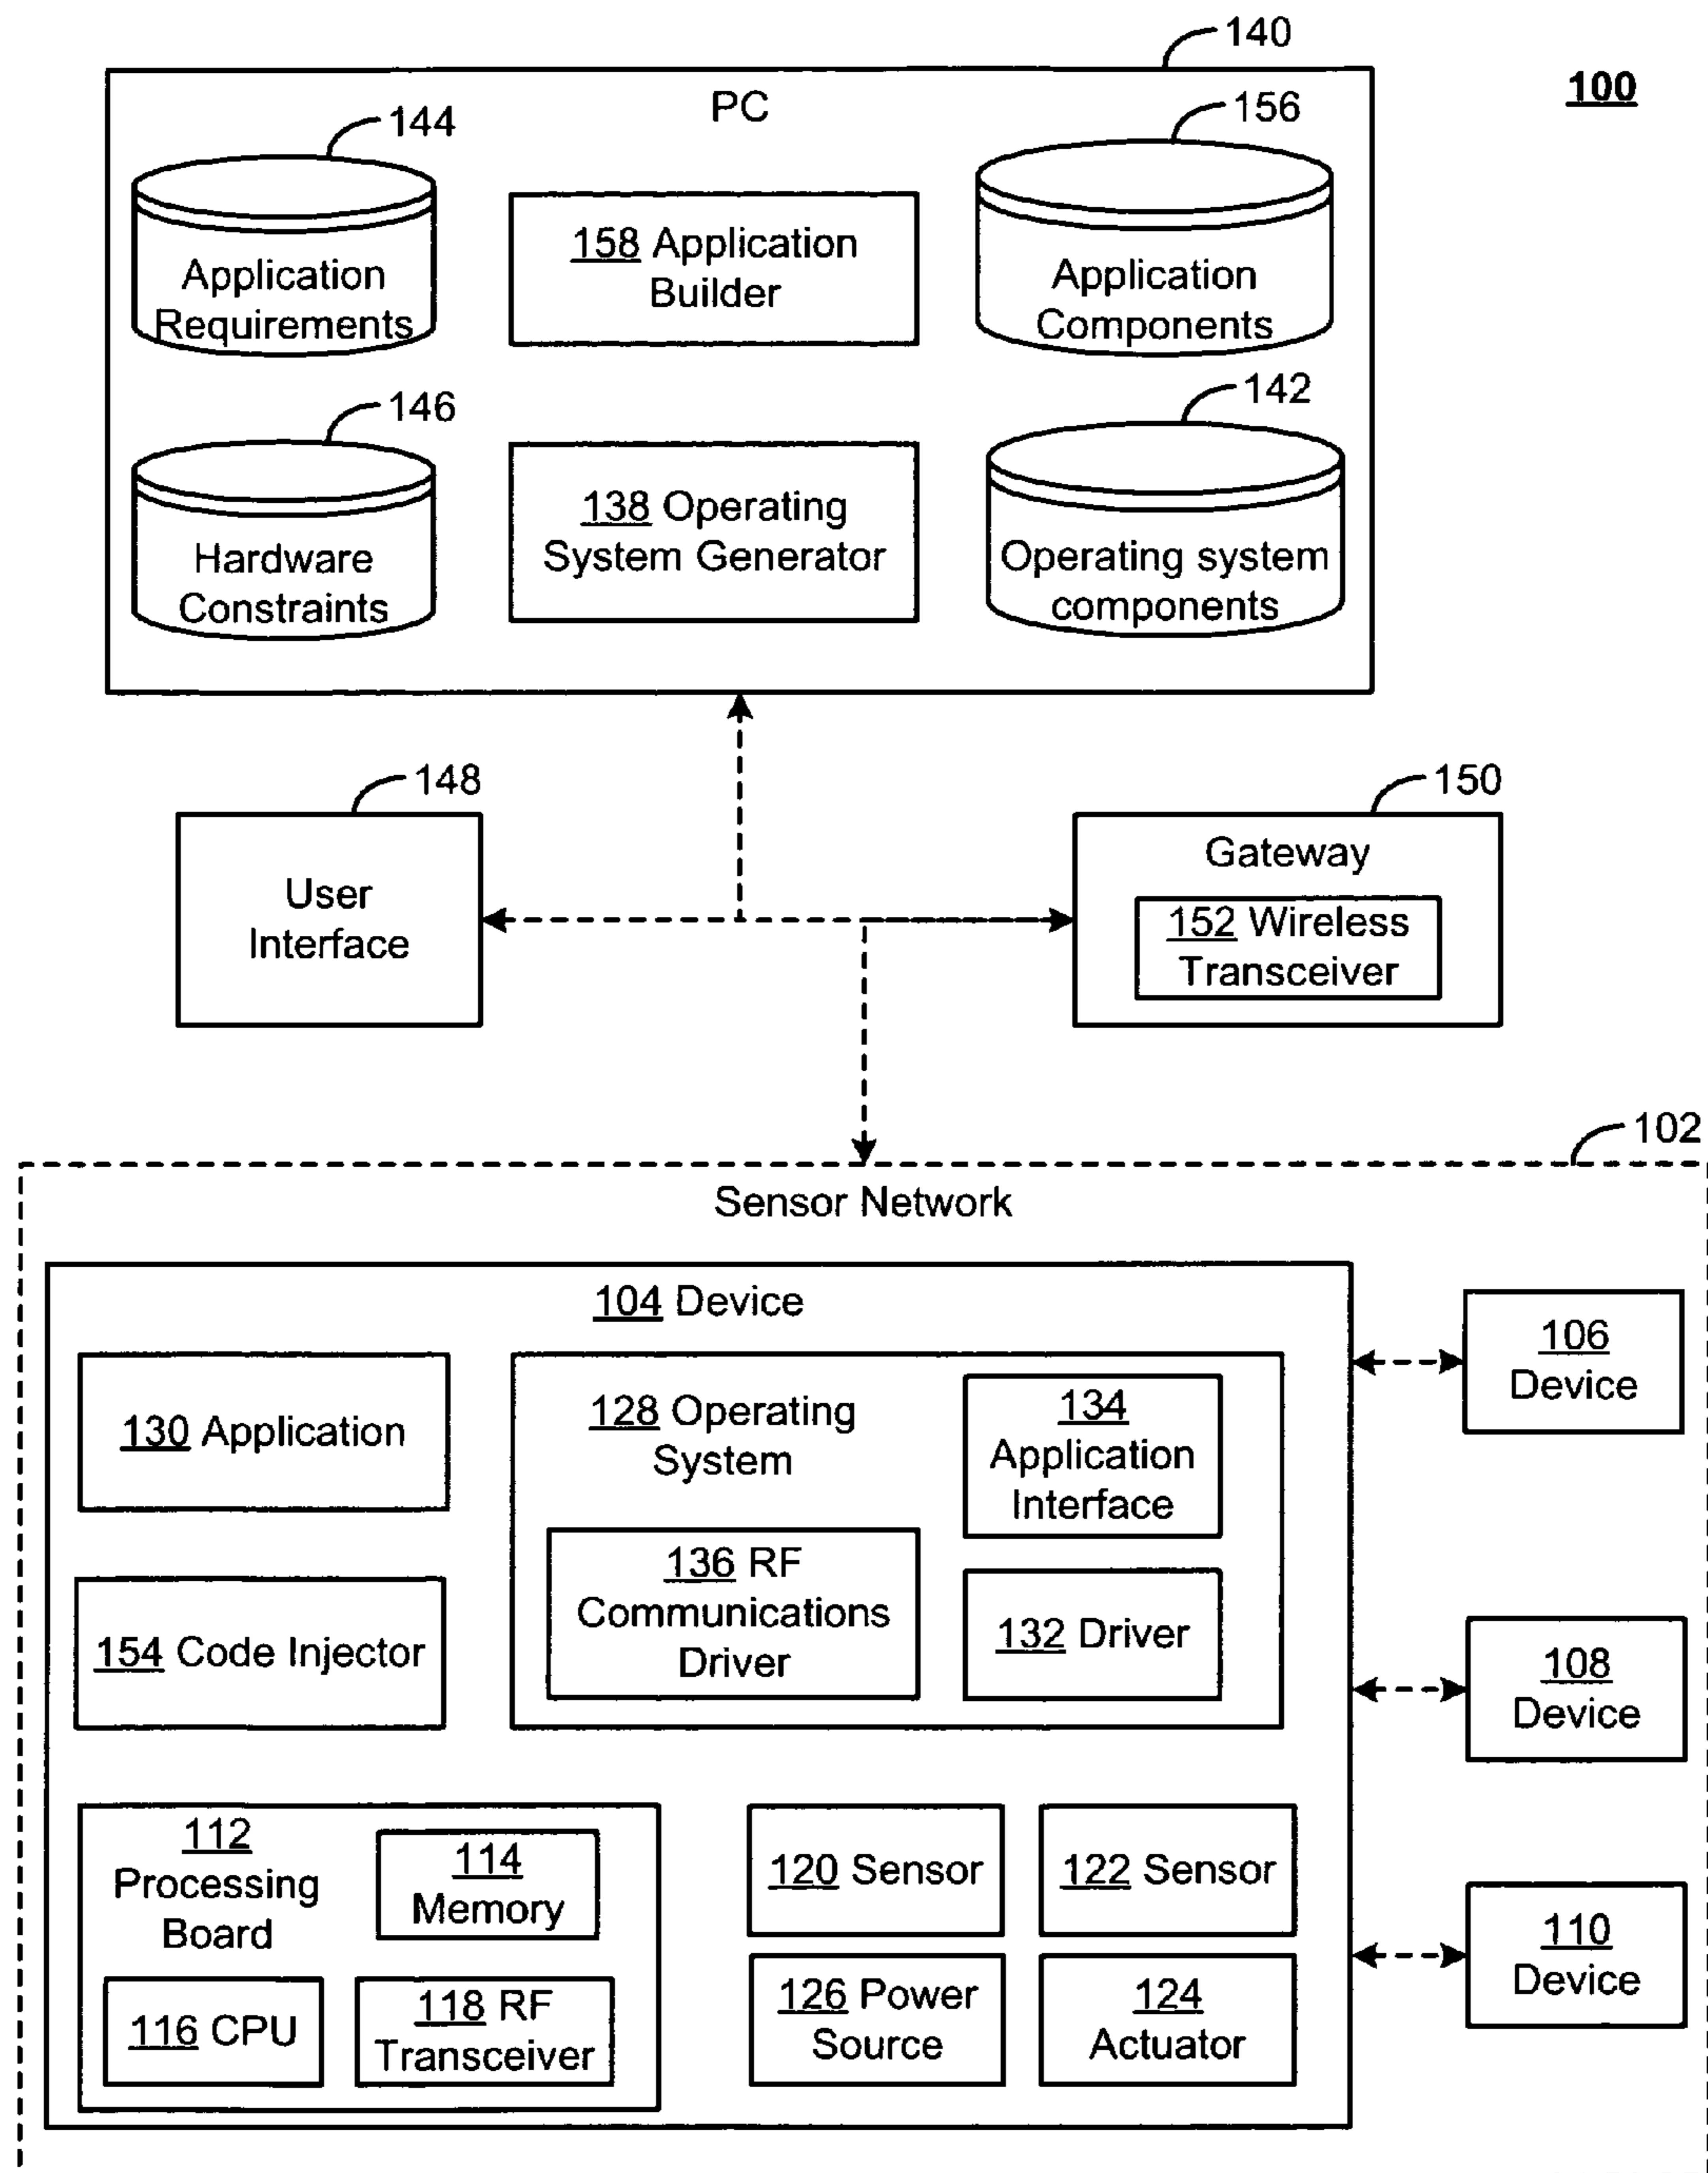 140
100
PC
144
156
158 Application
Builder
Application
Requirements
Application
Components
146
142
138 Operating
System Generator
Hardware
Constraints
Operating system
components
148
150
User
Interface
Gateway
152 Wireless
Transceiver
102
Sensor Network
104 Device
106
Device
130 Application
128 Operating
System
134
Application
Interface
136 RF
Communications
Driver
132 Driver
154 Code Injector
108
Device
112
Processing
Board
114
Memory
120 Sensor
122 Sensor
110
Device
116 CPU
118 RF
Transceiver
126 Power
Source
124
Actuator